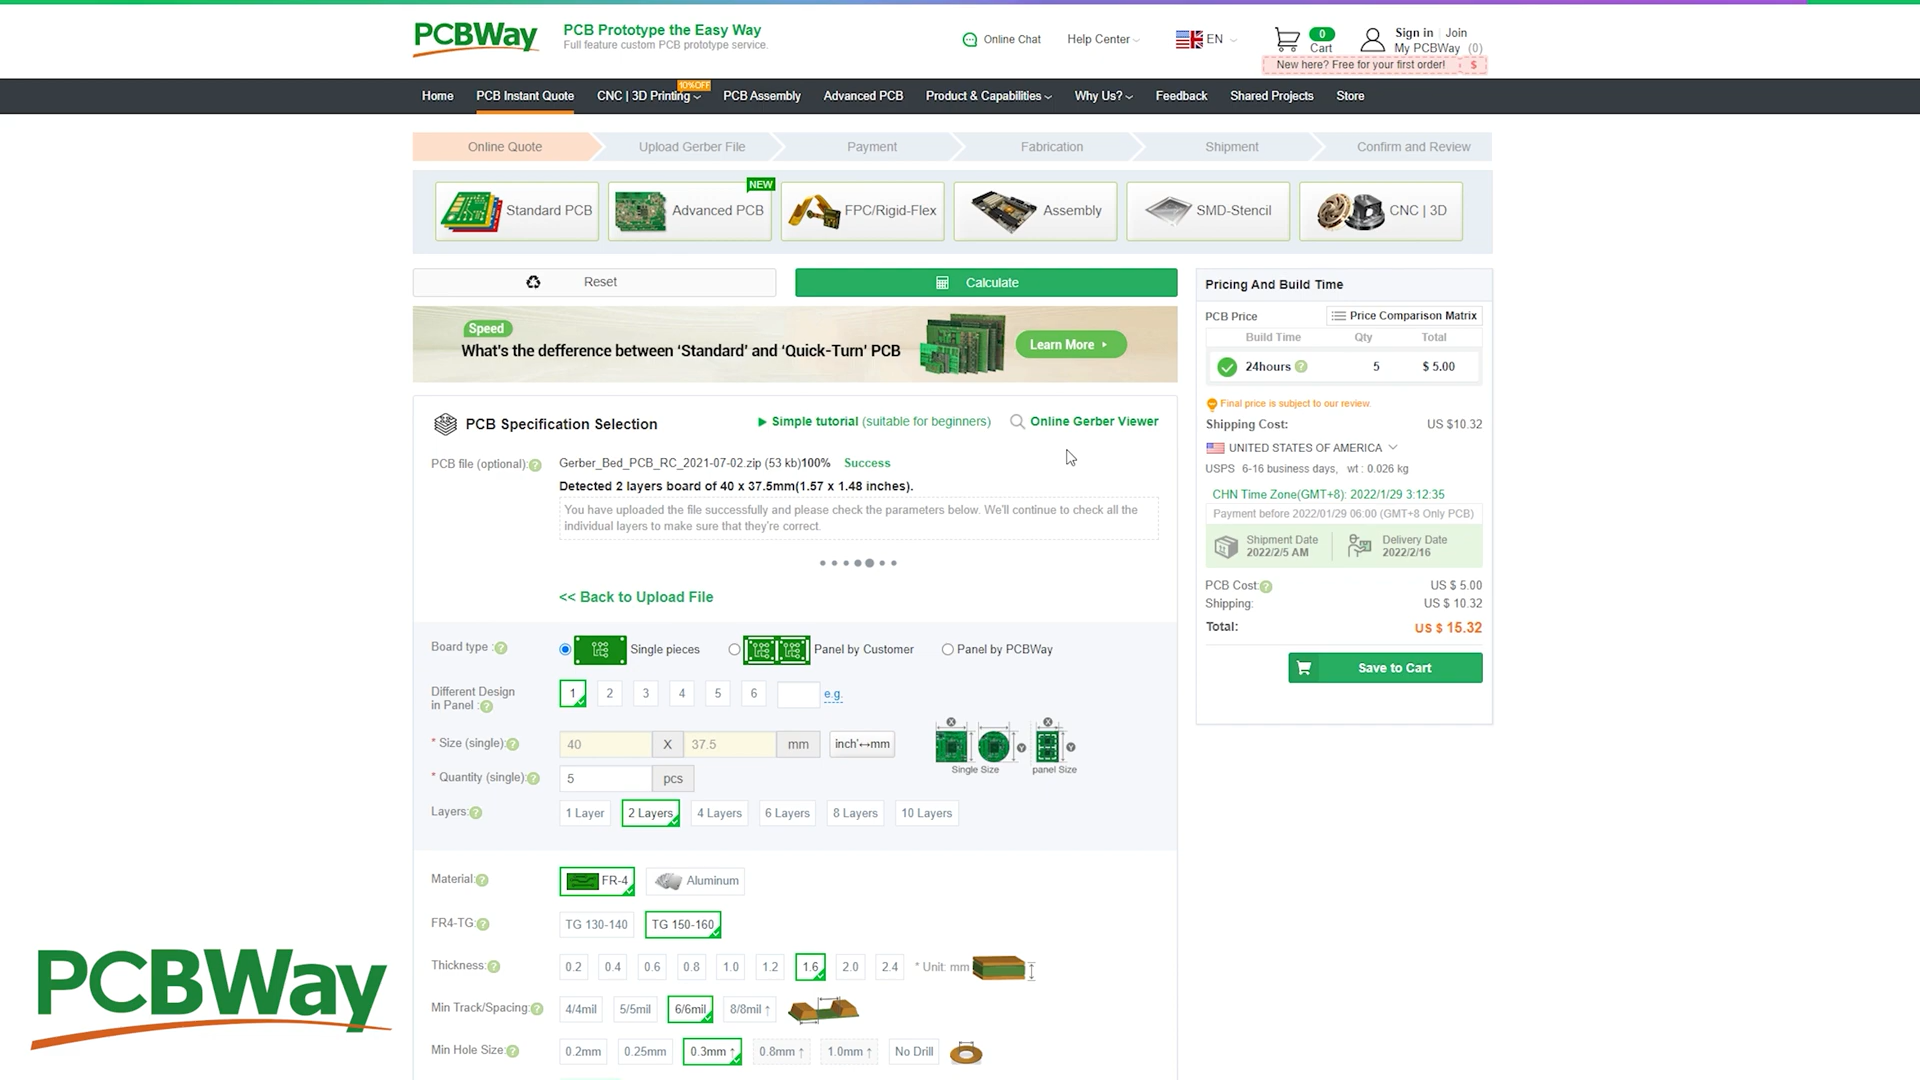 PCBWay
PCB Prototype the Easy Way
Full feature custom PCB prototype service.
Online Chat
Help Center
EN
0
Cart
Sign in | Join
My PCBWay (0)
New here? Free for your first order! $
10%OFF
Home PCB Instant Quote CNC | 3D Printing PCB Assembly Advanced PCB Product & Capabilities Why Us? Feedback Shared Projects Store
Online Quote Upload Gerber File Payment Fabrication Shipment Confirm and Review
NEW
Standard PCB Advanced PCB FPC/Rigid-Flex Assembly SMD-Stencil CNC | 3D
Reset
Calculate
Speed
What's the defference between ‘Standard’ and ‘Quick-Turn’ PCB
Learn More
PCB Specification Selection
Simple tutorial (suitable for beginners)
Online Gerber Viewer
PCB file (optional): Gerber_Bed_PCB_RC_2021-07-02.zip (53 kb)100% Success
Detected 2 layers board of 40 x 37.5mm(1.57 x 1.48 inches).
You have uploaded the file successfully and please check the parameters below. We'll continue to check all the
individual layers to make sure that they're correct.
<< Back to Upload File
Board type : Single pieces Panel by Customer Panel by PCBWay
Different Design
in Panel : 1 2 3 4 5 6 e.g.
* Size (single): 40 X 37.5 mm inch'↔mm
X X
Y Y
Single Size panel Size
* Quantity (single): 5 pcs
Layers: 1 Layer 2 Layers 4 Layers 6 Layers 8 Layers 10 Layers
Material: FR-4 Aluminum
FR4-TG: TG 130-140 TG 150-160
Thickness: 0.2 0.4 0.6 0.8 1.0 1.2 1.6 2.0 2.4 * Unit: mm
Min Track/Spacing: 4/4mil 5/5mil 6/6mil 8/8mil ↑
Min Hole Size: 0.2mm 0.25mm 0.3mm ↑ 0.8mm ↑ 1.0mm ↑ No Drill
Pricing And Build Time
PCB Price Price Comparison Matrix
Build Time Qty Total
24hours 5 $ 5.00
Final price is subject to our review.
Shipping Cost: US $10.32
UNITED STATES OF AMERICA
USPS 6-16 business days, wt : 0.026 kg
CHN Time Zone(GMT+8): 2022/1/29 3:12:35
Payment before 2022/01/29 06:00 (GMT+8 Only PCB)
Shipment Date
2022/2/5 AM
Delivery Date
2022/2/16
PCB Cost: US $ 5.00
Shipping: US $ 10.32
Total: US $ 15.32
Save to Cart
PCBWay